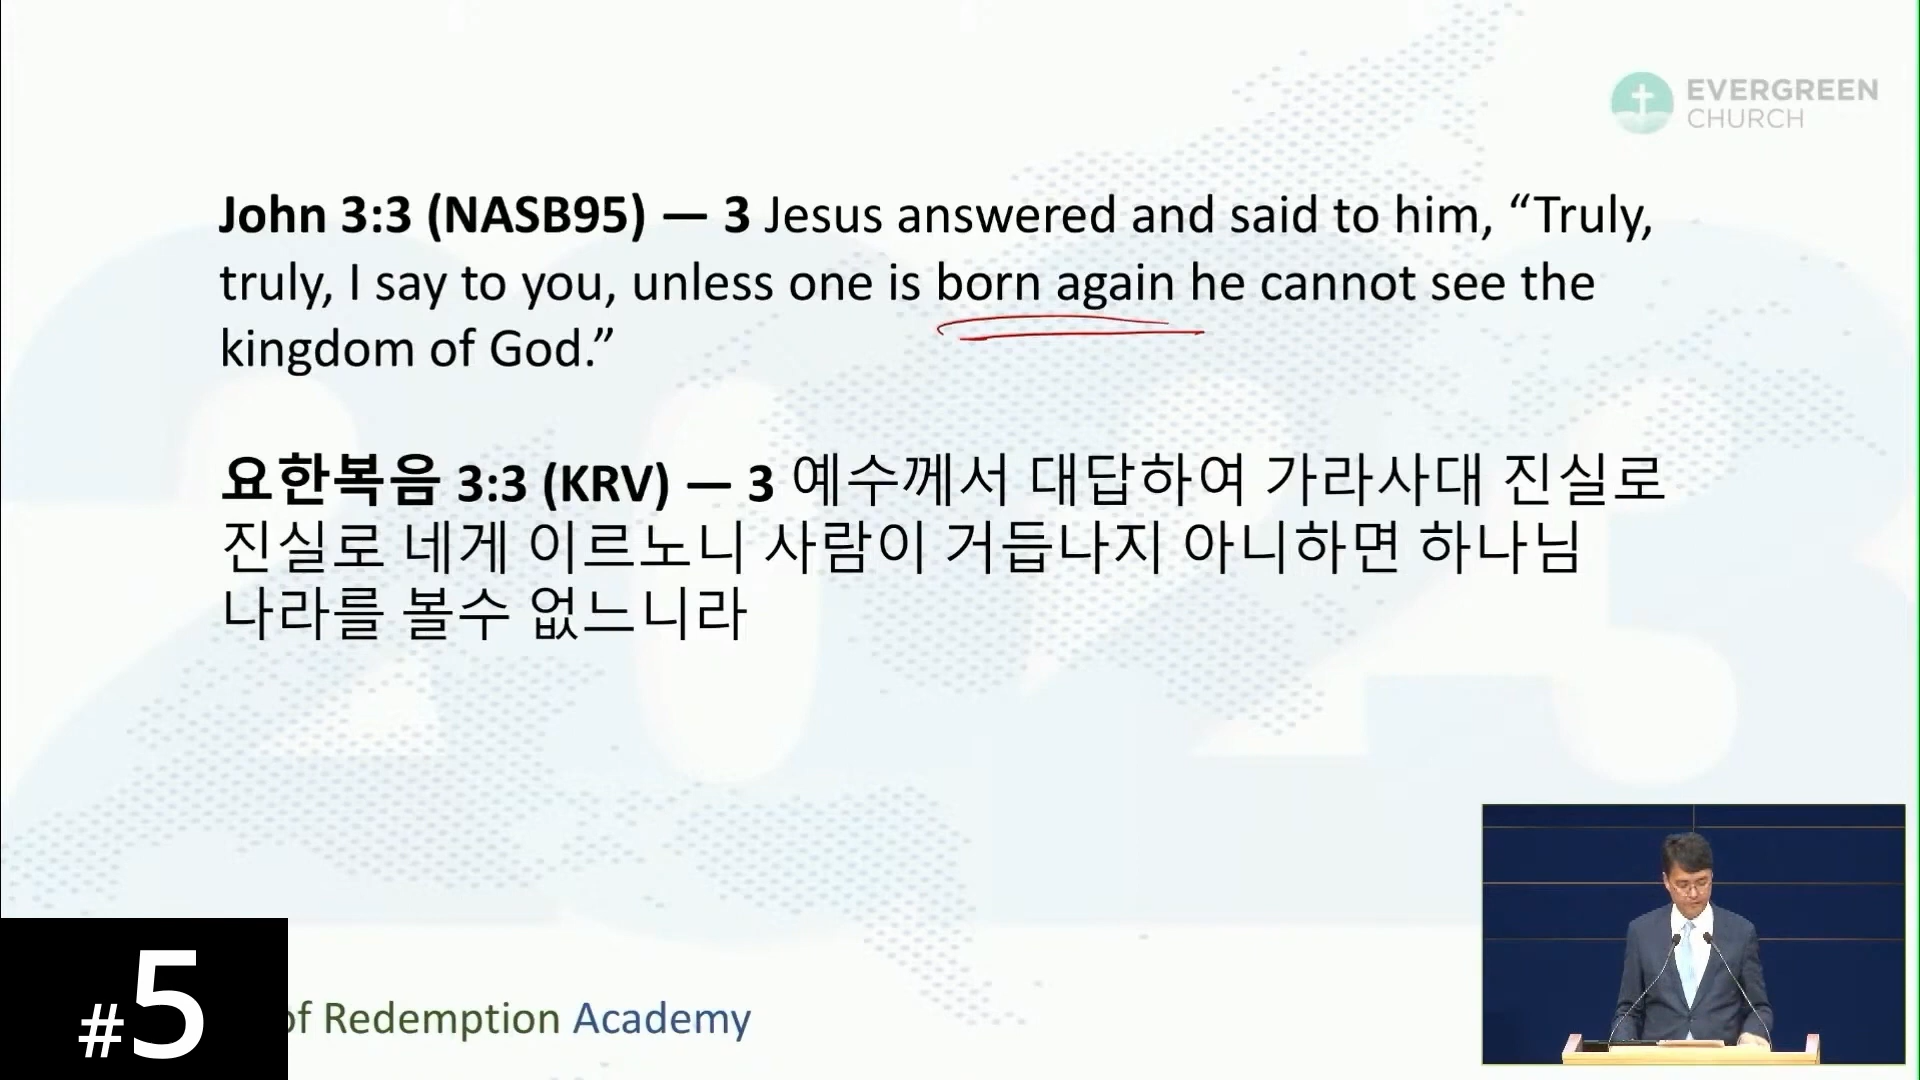 EVERGREEN
CHURCH
John 3:3 (NASB95) — 3 Jesus answered and said to him, “Truly,
truly, I say to you, unless one is born again he cannot see the
kingdom of God.”
요한복음 3:3 (KRV) — 3 예수께서 대답하여 가라사대 진실로
진실로 네게 이르노니 사람이 거듭나지 아니하면 하나님
나라를 볼수 없느니라
#5
of Redemption Academy